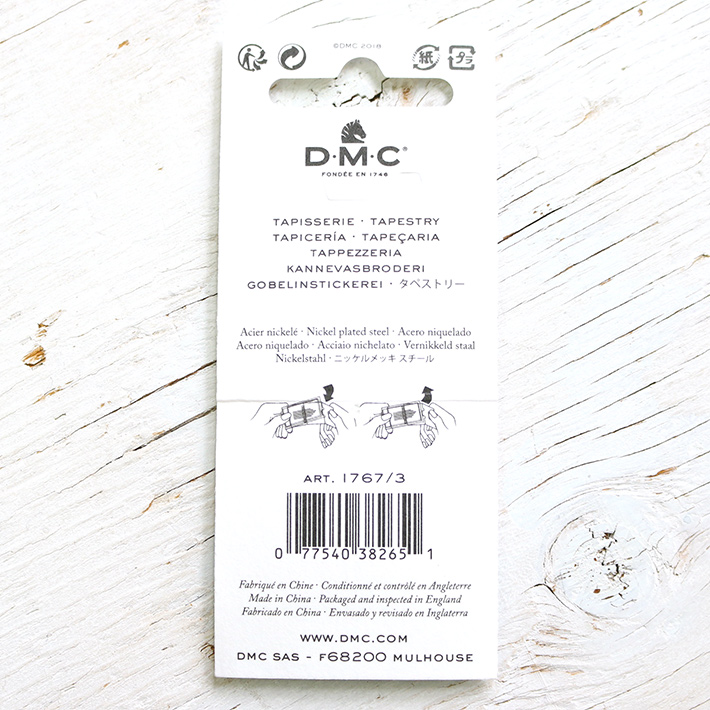 ©DMC 2018
紙 プラ
D·M·C®
FONDÉE EN 1746
TAPISSERIE · TAPESTRY
TAPICERÍA · TAPEÇARIA
TAPPEZZERIA
KANNEVASBRODERI
GOBELINSTICKEREI · タペストリー
Acier nickelé · Nickel plated steel · Acero niquelado
Acero niquelado · Acciaio nichelato · Vernikkeld staal
Nickelstahl · ニッケルメッキ スチール
ART. 1767/3
0 77540 38265 1
Fabriqué en Chine · Conditionné et contrôlé en Angleterre
Made in China · Packaged and inspected in England
Fabricado en China · Envasado y revisado en Inglaterra
WWW.DMC.COM
DMC SAS – F68200 MULHOUSE